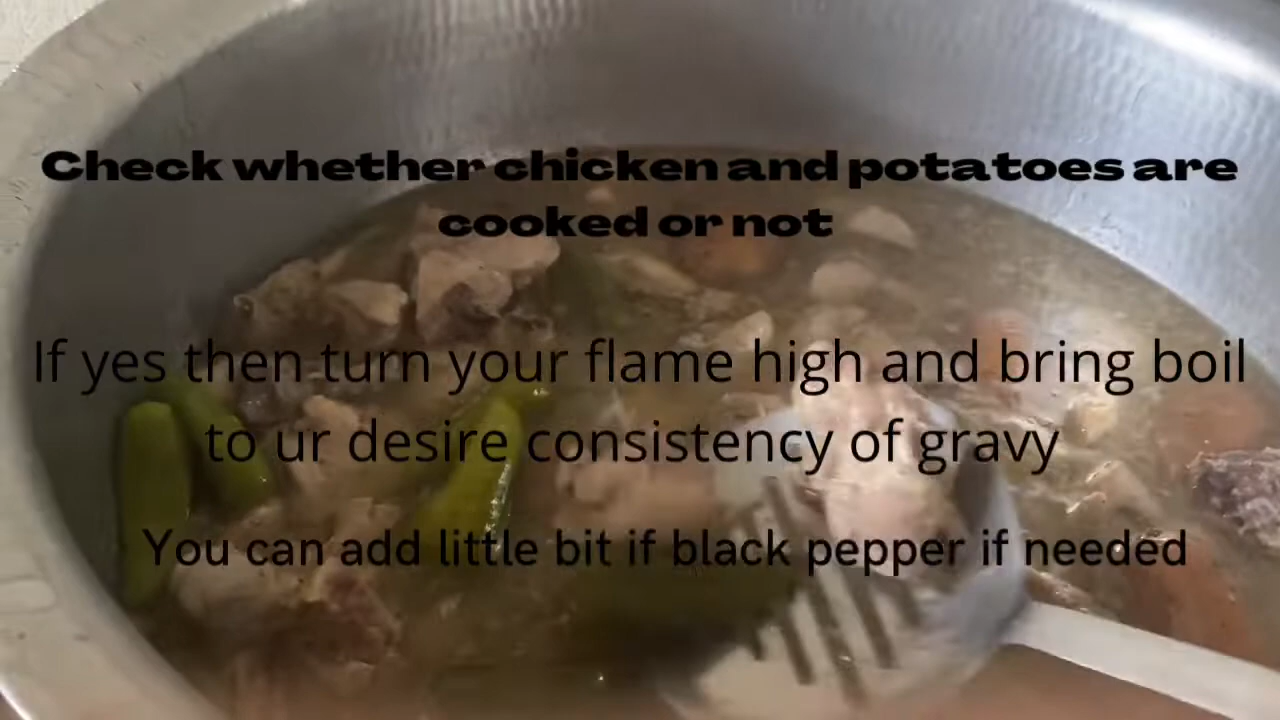 Check whether chicken and potatoes are
cooked or not
If yes then turn your flame high and bring boil
to ur desire consistency of gravy
You can add little bit if black pepper if needed